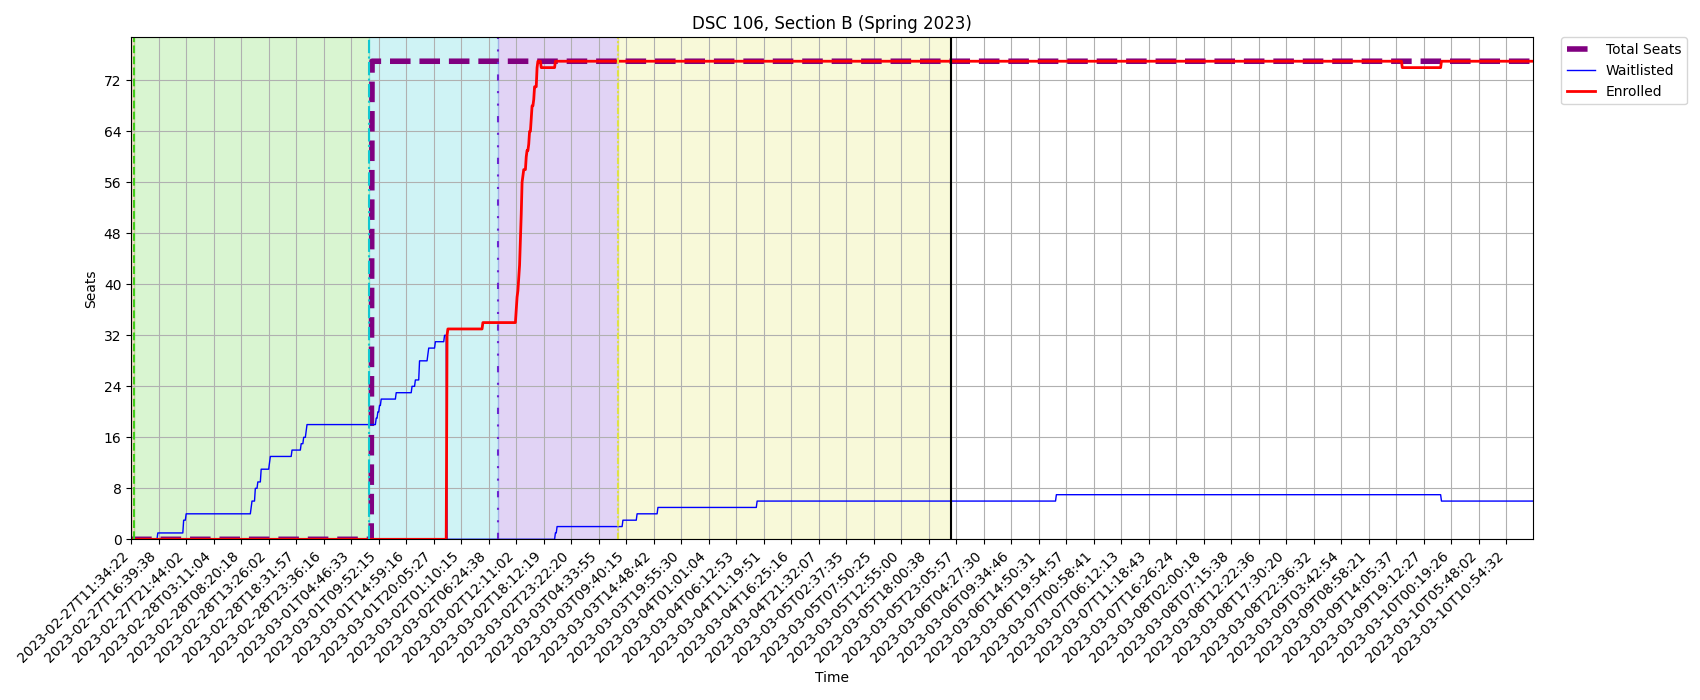 DSC 106, Section B (Spring 2023)
Total Seats
Waitlisted
Enrolled
Seats
72
64
56
48
40
32
24
16
8
0
2023-02-27T11:34:22
2023-02-27T16:39:38
2023-02-27T21:44:02
2023-02-28T03:11:04
2023-02-28T08:20:18
2023-02-28T13:26:02
2023-02-28T18:31:57
2023-02-28T23:36:16
2023-03-01T04:46:33
2023-03-01T09:52:15
2023-03-01T14:59:16
2023-03-01T20:05:27
2023-03-02T01:10:15
2023-03-02T06:24:38
2023-03-02T12:11:02
2023-03-02T18:12:19
2023-03-02T23:22:20
2023-03-03T04:33:55
2023-03-03T09:40:15
2023-03-03T14:48:42
2023-03-03T19:55:30
2023-03-04T01:01:04
2023-03-04T06:12:53
2023-03-04T11:19:51
2023-03-04T16:25:16
2023-03-04T21:32:07
2023-03-05T02:37:35
2023-03-05T07:50:25
2023-03-05T12:55:00
2023-03-05T18:00:38
2023-03-05T23:05:57
2023-03-06T04:27:30
2023-03-06T09:34:46
2023-03-06T14:50:31
2023-03-06T19:54:57
2023-03-07T00:58:41
2023-03-07T06:12:13
2023-03-07T11:18:43
2023-03-07T16:26:24
2023-03-08T02:00:18
2023-03-08T07:15:38
2023-03-08T12:22:36
2023-03-08T17:30:20
2023-03-08T22:36:32
2023-03-09T03:42:54
2023-03-09T08:58:21
2023-03-09T14:05:37
2023-03-09T19:12:27
2023-03-10T00:19:26
2023-03-10T05:48:02
2023-03-10T10:54:32
Time